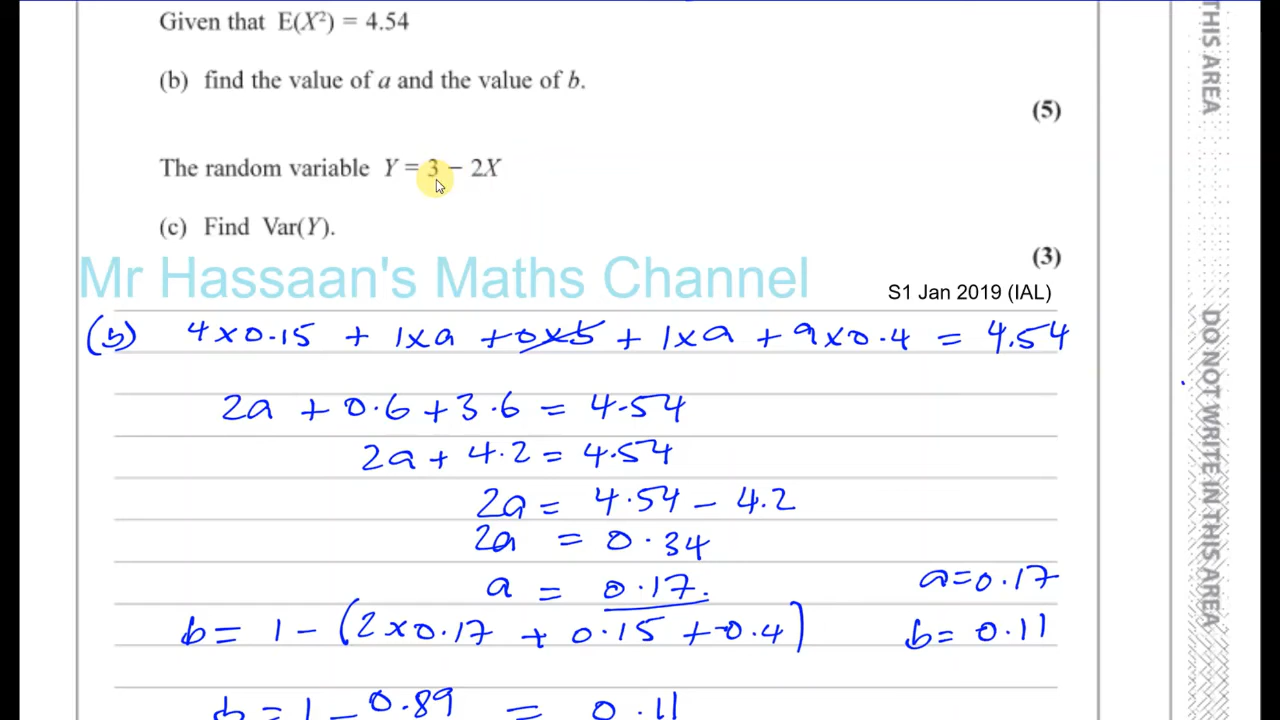 Given that E(X²) = 4.54
(b) find the value of a and the value of b.
(5)
The random variable Y = 3 − 2X
(c) Find Var(Y).
(3)
Mr Hassaan's Maths Channel
S1 Jan 2019 (IAL)
(b) 4×0.15 + 1×a + 0×b + 1×a + 9×0.4 = 4.54
2a + 0.6 + 3.6 = 4.54
2a + 4.2 = 4.54
2a = 4.54 − 4.2
2a = 0.34
a = 0.17.
a = 0.17
b = 1 − (2×0.17 + 0.15 + 0.4)
b = 0.11
b = 1 − 0.89 = 0.11
THIS AREA
DO NOT WRITE IN THIS AREA